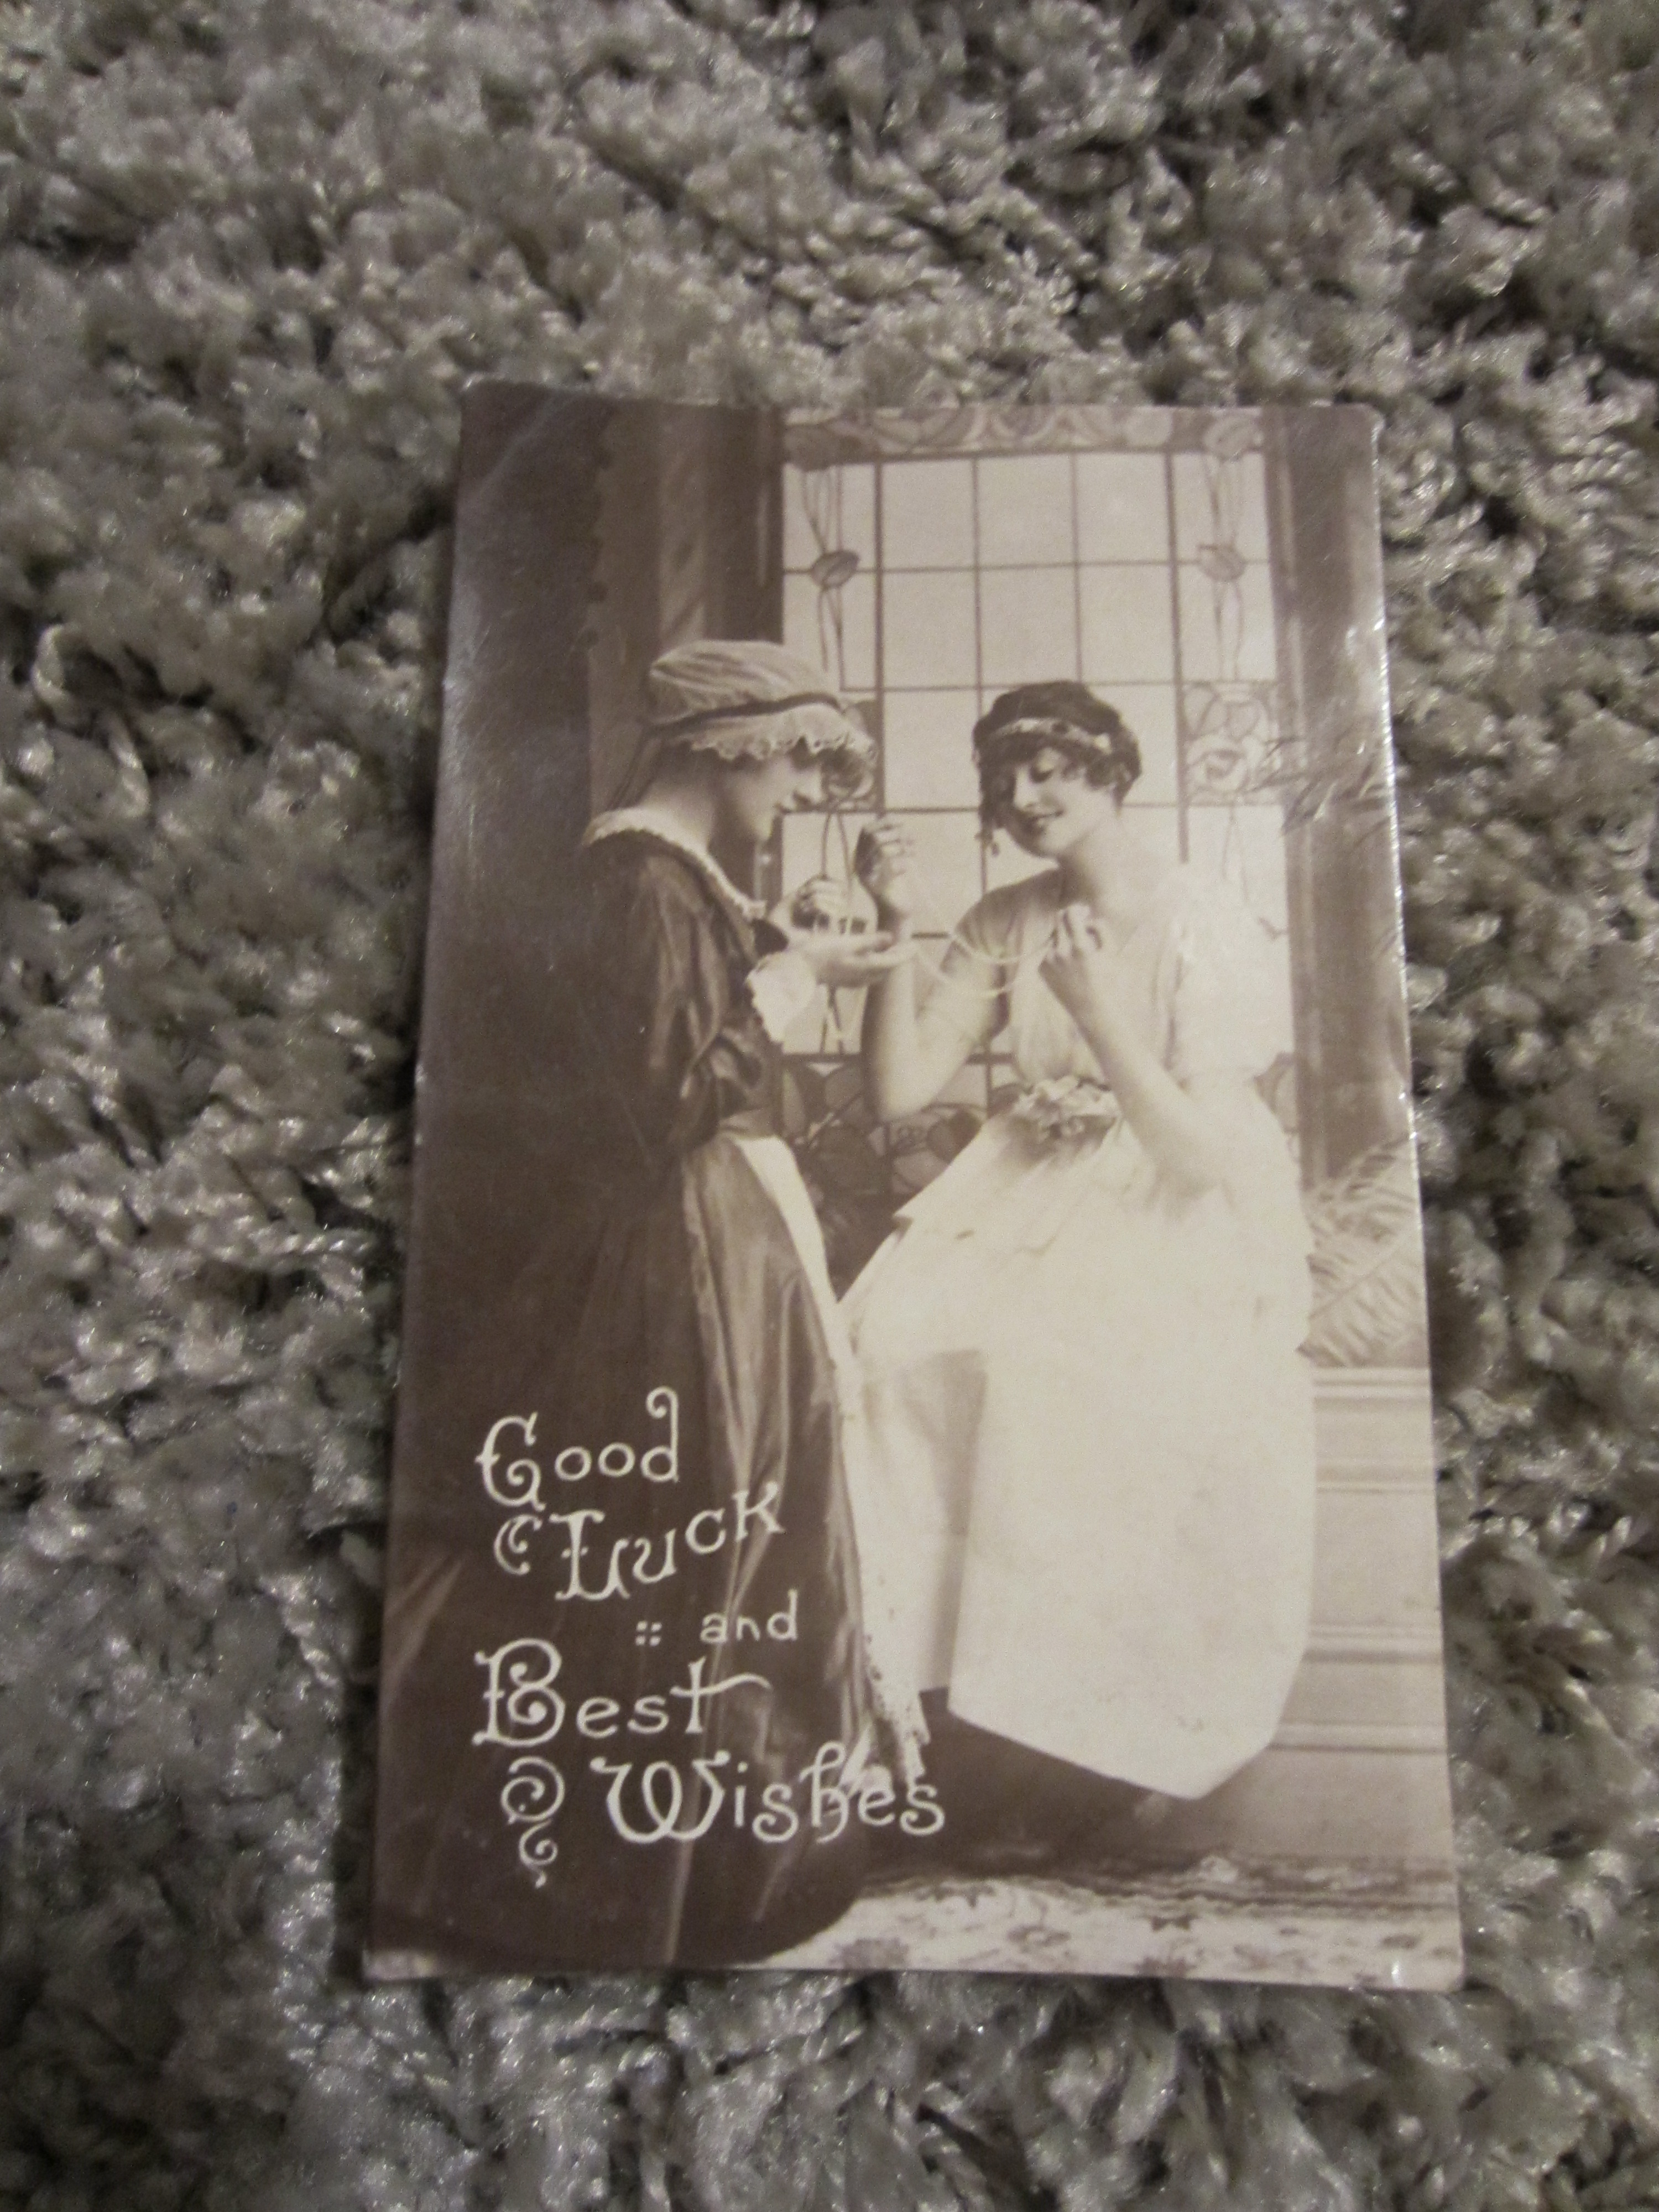 Good
Luck
:: and
Best
Wishes